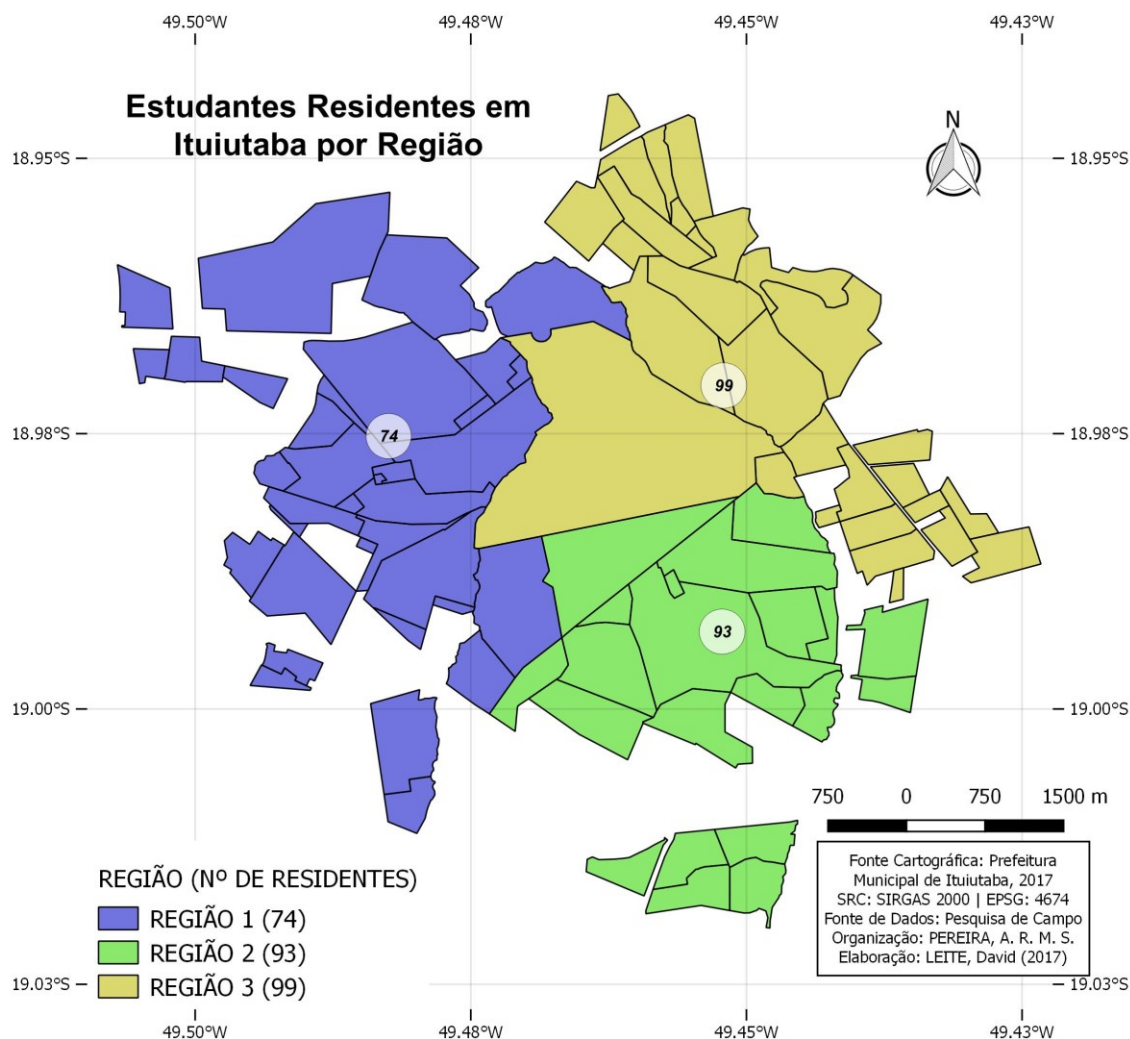 49.50°W 49.48°W 49.45°W 49.43°W
Estudantes Residentes em
Ituiutaba por Região
N
18.95°S 18.95°S
99
74
18.98°S 18.98°S
93
19.00°S 19.00°S
750 0 750 1500 m
REGIÃO (Nº DE RESIDENTES)
REGIÃO 1 (74)
REGIÃO 2 (93)
REGIÃO 3 (99)
Fonte Cartográfica: Prefeitura
Municipal de Ituiutaba, 2017
SRC: SIRGAS 2000 | EPSG: 4674
Fonte de Dados: Pesquisa de Campo
Organização: PEREIRA, A. R. M. S.
Elaboração: LEITE, David (2017)
19.03°S 19.03°S
49.50°W 49.48°W 49.45°W 49.43°W